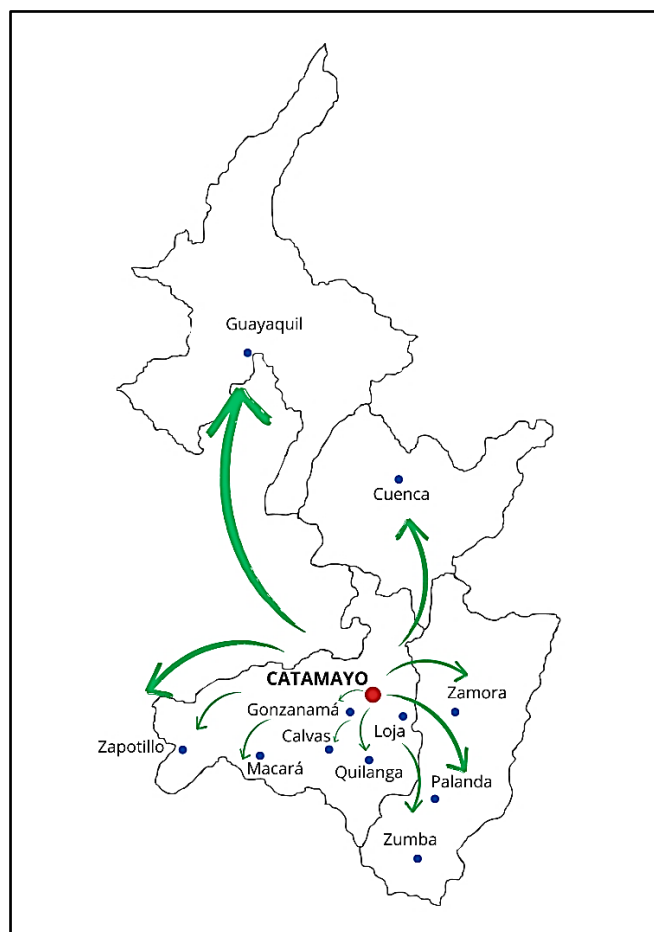 Guayaquil
Cuenca
CATAMAYO
Zamora
Gonzanamá
Loja
Calvas
Zapotillo
Macará
Quilanga
Palanda
Zumba